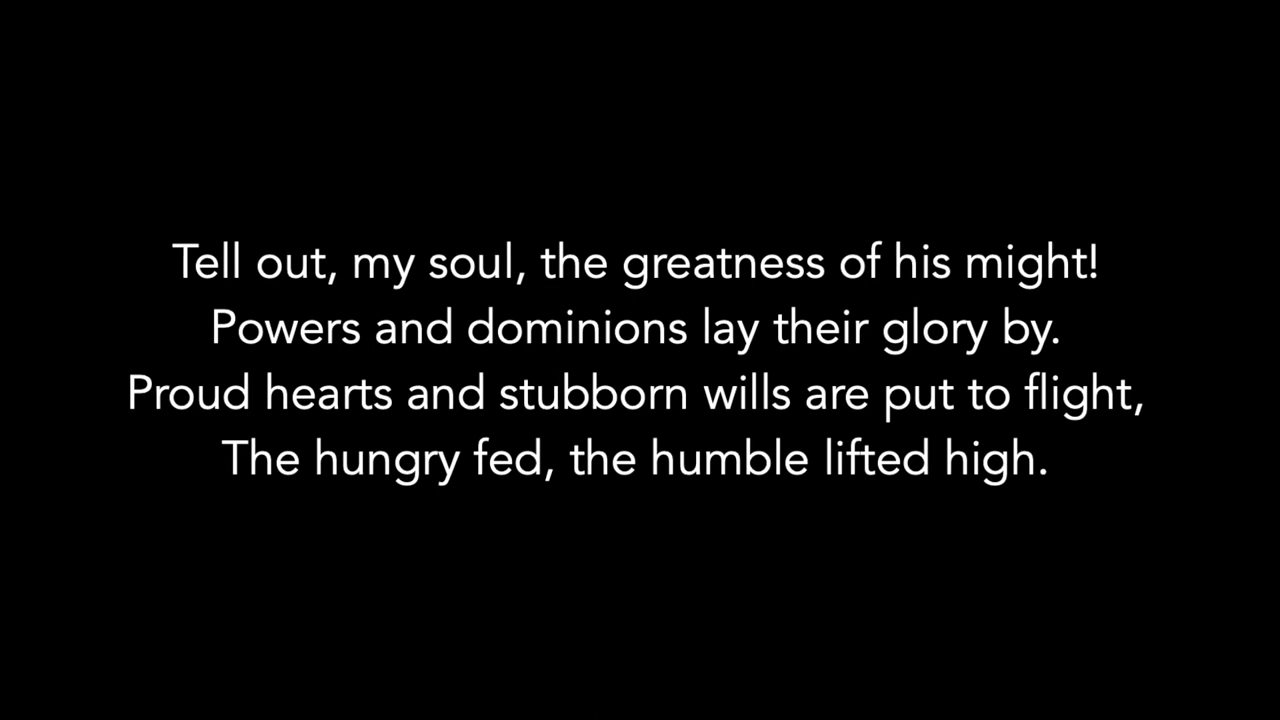 Tell out, my soul, the greatness of his might!
Powers and dominions lay their glory by.
Proud hearts and stubborn wills are put to flight,
The hungry fed, the humble lifted high.